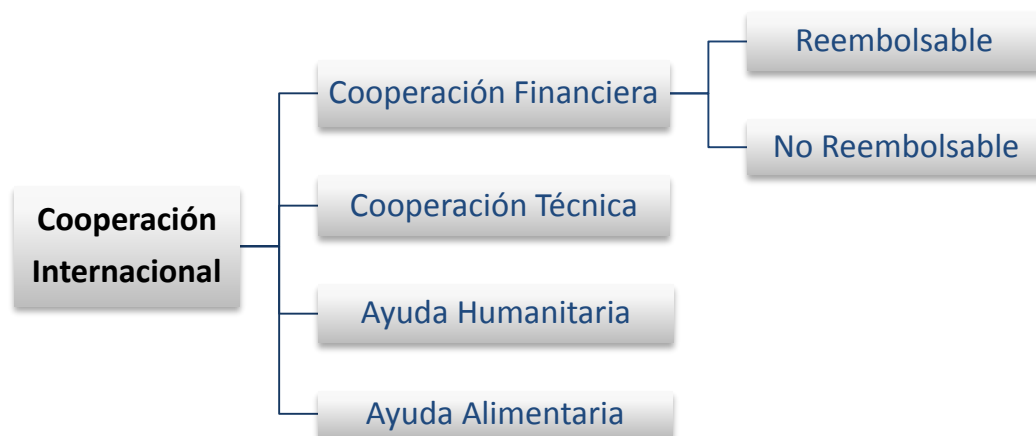 Cooperación
Internacional
Cooperación Financiera
Reembolsable
No Reembolsable
Cooperación Técnica
Ayuda Humanitaria
Ayuda Alimentaria